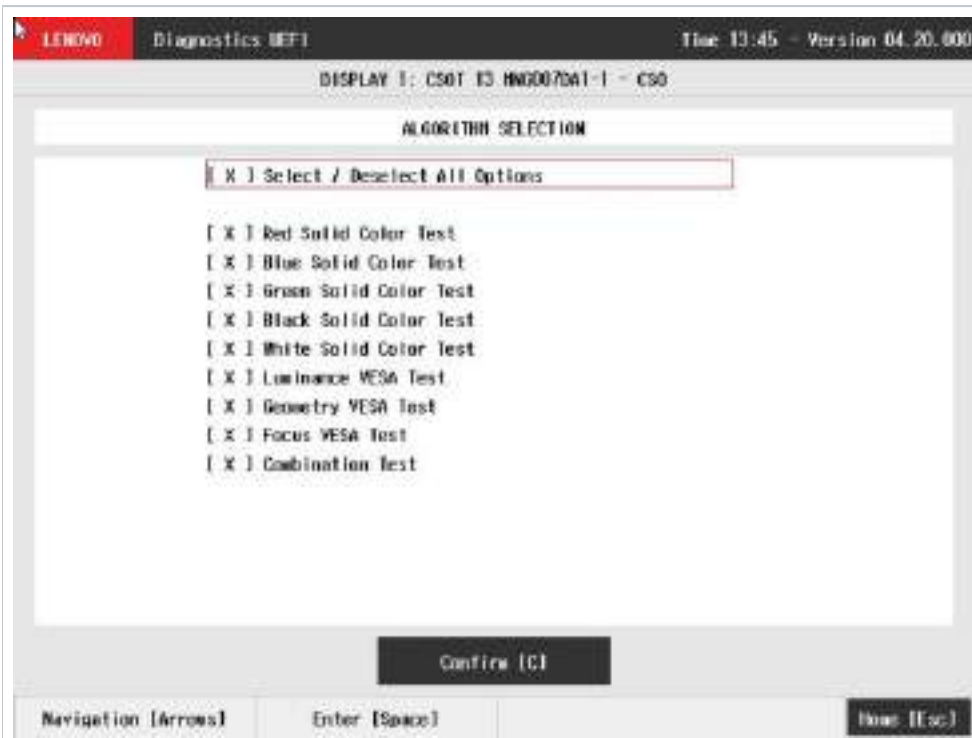 LENOVO Diagnostics UEFI Time 13:45 - Version 04.20.000
DISPLAY 1: CSOT T3 - CSO
ALGORITHM SELECTION
[ X ] Select / Deselect All Options
[ X ] Red Solid Color Test
[ X ] Blue Solid Color Test
[ X ] Green Solid Color Test
[ X ] Black Solid Color Test
[ X ] White Solid Color Test
[ X ] Luminance VESA Test
[ X ] Geometry VESA Test
[ X ] Focus VESA Test
[ X ] Combination Test
Confirm [C]
Navigation [Arrows] Enter [Space] Home [Esc]